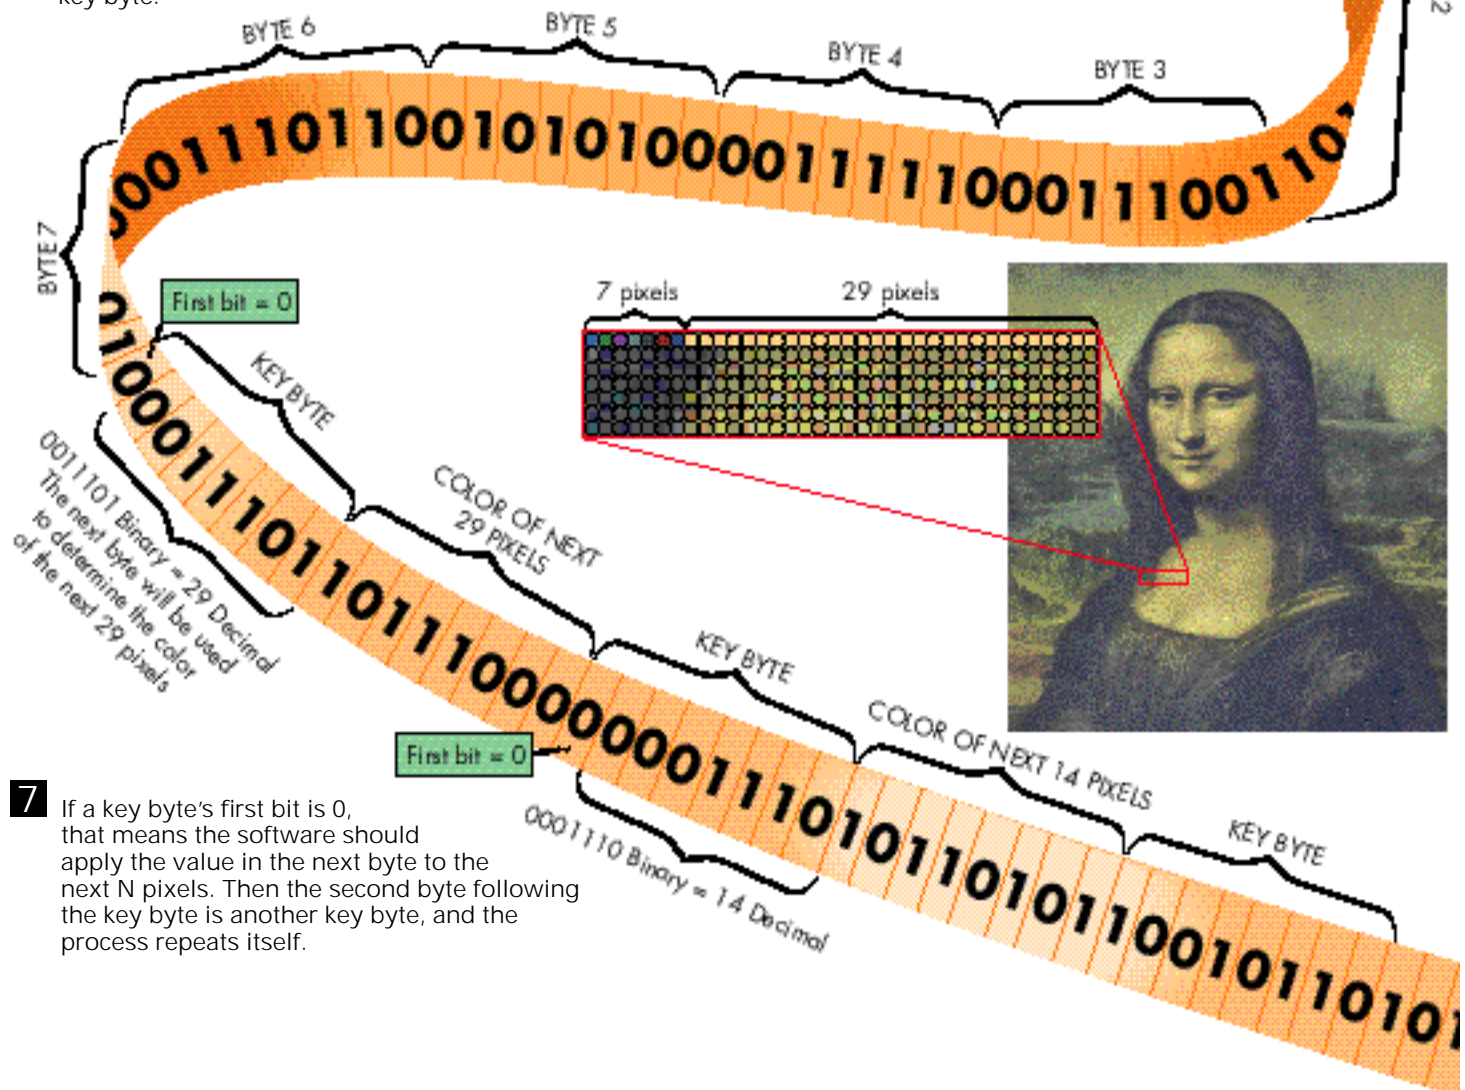 key byte.
2
BYTE 6
BYTE 5
BYTE 4
BYTE 3
000111011001010101000011111000111001101
BYTE 7
First bit = 0
7 pixels
29 pixels
KEY BYTE
COLOR OF NEXT
29 PIXELS
KEY BYTE
COLOR OF NEXT 14 PIXELS
KEY BYTE
010001110110111000000011101011010110010110101
0011101 Binary = 29 Decimal
The next byte will be used
to determine the color
of the next 29 pixels
First bit = 0
0001110 Binary = 14 Decimal
7
If a key byte's first bit is 0,
that means the software should
apply the value in the next byte to the
next N pixels. Then the second byte following
the key byte is another key byte, and the
process repeats itself.